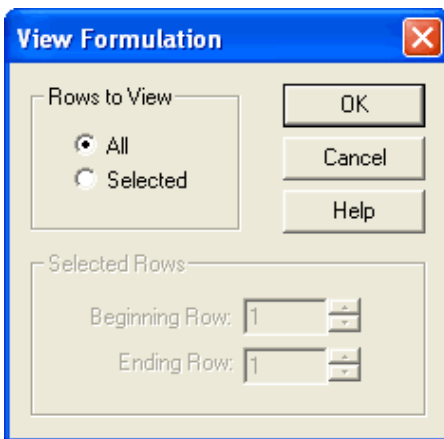 View Formulation
Rows to View
All
Selected
OK
Cancel
Help
Selected Rows
Beginning Row: 1
Ending Row: 1